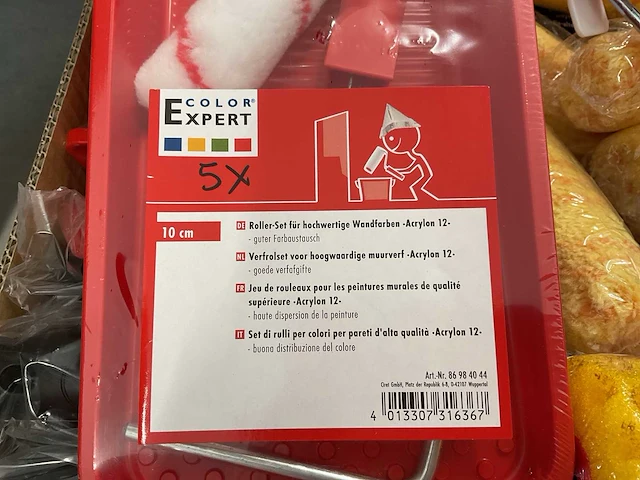 COLOR®
EXPERT
5X
10 cm
DE Roller-Set für hochwertige Wandfarben -Acrylon 12-
- guter Farbaustausch
NL Verfrolset voor hoogwaardige muurverf -Acrylon 12-
- goede verfafgifte
FR Jeu de rouleaux pour les peintures murales de qualité
supérieure -Acrylon 12-
- haute dispersion de la peinture
IT Set di rulli per colori per pareti d'alta qualità -Acrylon 12-
- buona distribuzione del colore
Art.-Nr. 86 98 40 44
Ciret GmbH, Platz der Republik 6-8, D-42107 Wuppertal
4 013307 316367